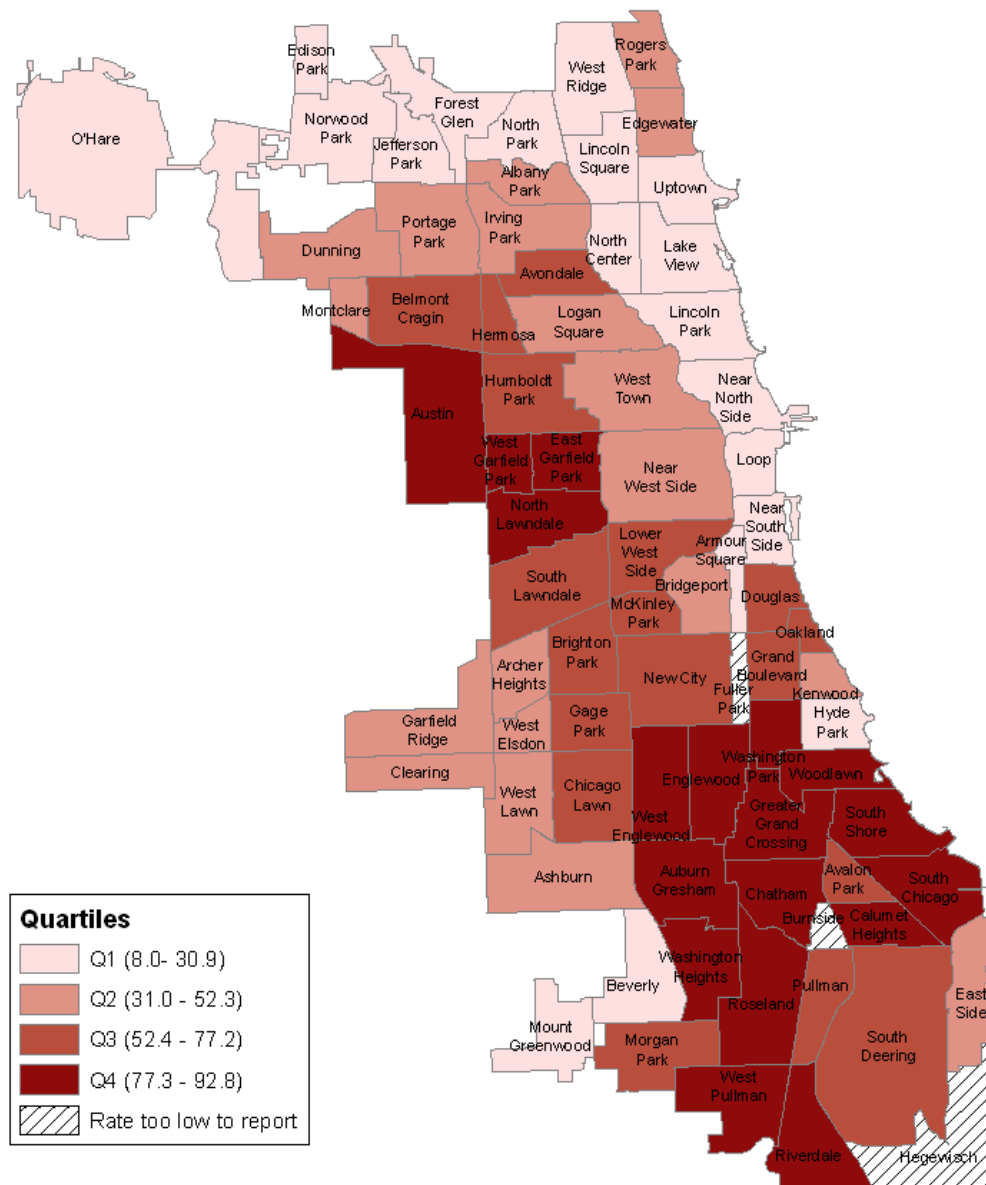 Edison
Park
Rogers
Park
West
Ridge
O'Hare
Norwood
Park
Forest
Glen
North
Park
Edgewater
Jefferson
Park
Lincoln
Square
Albany
Park
Uptown
Portage
Park
Irving
Park
Dunning
North
Center
Lake
View
Avondale
Montclare
Belmont
Cragin
Hermosa
Logan
Square
Lincoln
Park
Humboldt
Park
West
Town
Near
North
Side
Austin
West
Garfield
Park
East
Garfield
Park
Near
West Side
Loop
North
Lawndale
Near
South
Side
Lower
West
Side
Armour
Square
South
Lawndale
Bridgeport
Douglas
McKinley
Park
Oakland
Brighton
Park
Archer
Heights
New City
Fuller
Park
Grand
Boulevard
Kenwood
Garfield
Ridge
West
Elsdon
Gage
Park
Hyde
Park
Clearing
West
Lawn
Chicago
Lawn
Englewood
Washington
Park
Woodlawn
West
Englewood
Greater
Grand
Crossing
South
Shore
Ashburn
Auburn
Gresham
Chatham
Avalon
Park
South
Chicago
Burnside
Calumet
Heights
Washington
Heights
Beverly
Roseland
Pullman
East
Side
Mount
Greenwood
Morgan
Park
South
Deering
West
Pullman
Riverdale
Hegewisch
Quartiles
Q1 (8.0- 30.9)
Q2 (31.0 - 52.3)
Q3 (52.4 - 77.2)
Q4 (77.3 - 92.8)
Rate too low to report